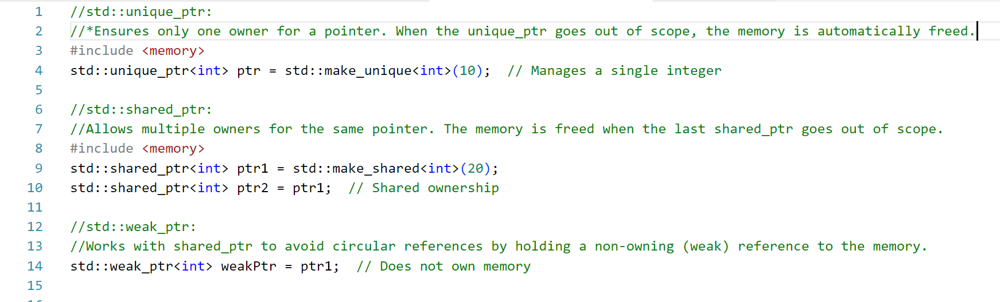 1 //std::unique_ptr:
2 //*Ensures only one owner for a pointer. When the unique_ptr goes out of scope, the memory is automatically freed.
3 #include <memory>
4 std::unique_ptr<int> ptr = std::make_unique<int>(10);  // Manages a single integer
5
6 //std::shared_ptr:
7 //Allows multiple owners for the same pointer. The memory is freed when the last shared_ptr goes out of scope.
8 #include <memory>
9 std::shared_ptr<int> ptr1 = std::make_shared<int>(20);
10 std::shared_ptr<int> ptr2 = ptr1;  // Shared ownership
11
12 //std::weak_ptr:
13 //Works with shared_ptr to avoid circular references by holding a non-owning (weak) reference to the memory.
14 std::weak_ptr<int> weakPtr = ptr1;  // Does not own memory
15